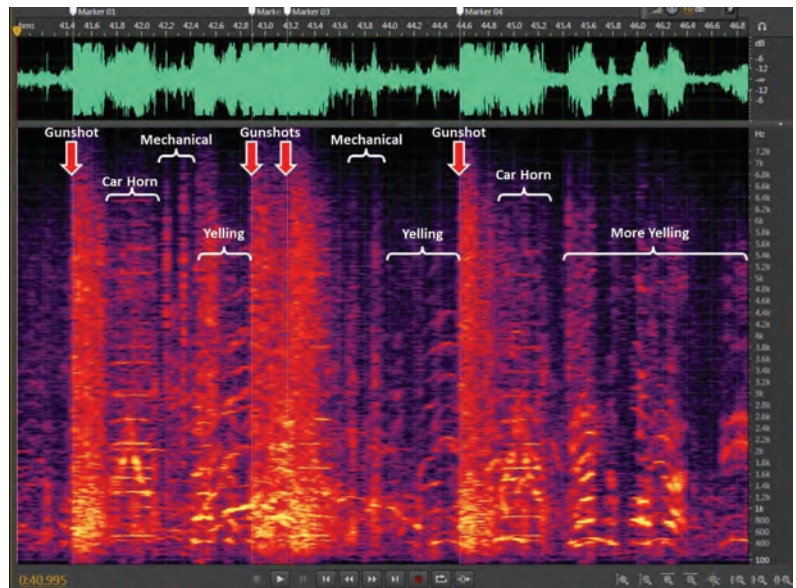 Marker 01
Marker 03
Marker 04
hms 41.4 41.6 41.8 42.0 42.2 42.4 42.6 42.8 43.0 43.2 43.4 43.6 43.8 44.0 44.2 44.4 44.6 44.8 45.0 45.2 45.4 45.6 45.8 46.0 46.2 46.4 46.6 46.8
dB
-6
-12
-∞
-12
-6
Hz
Gunshot
Mechanical
Gunshots
Mechanical
Gunshot
Car Horn
Car Horn
Yelling
Yelling
More Yelling
7.2k
7k
6.8k
6.6k
6.4k
6.2k
6k
5.8k
5.6k
5.4k
5.2k
5k
4.8k
4.6k
4.4k
4.2k
4k
3.8k
3.6k
3.4k
3.2k
3k
2.8k
2.6k
2.4k
2.2k
2k
1.8k
1.6k
1.4k
1.2k
1k
800
600
400
100
0:40.995